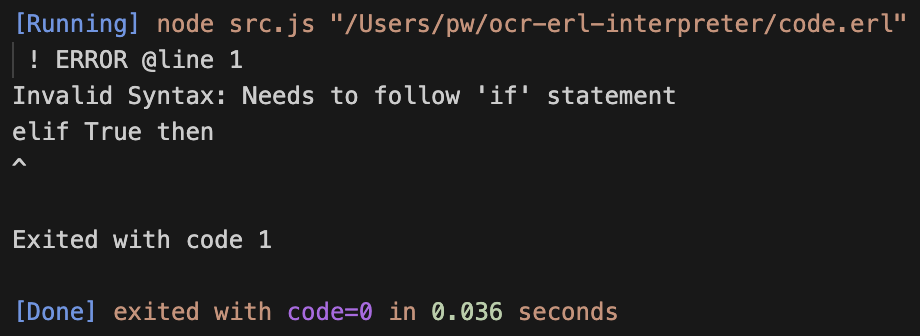 [Running] node src.js "/Users/pw/ocr-erl-interpreter/code.erl"
! ERROR @line 1
Invalid Syntax: Needs to follow 'if' statement
elif True then
^
Exited with code 1
[Done] exited with code=0 in 0.036 seconds